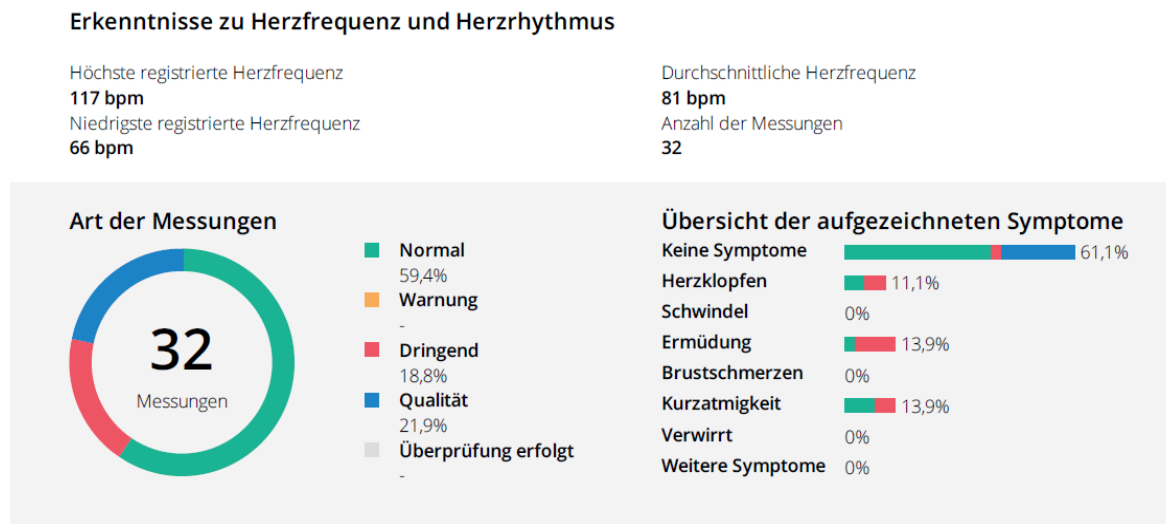 Erkenntnisse zu Herzfrequenz und Herzrhythmus
Höchste registrierte Herzfrequenz
117 bpm
Niedrigste registrierte Herzfrequenz
66 bpm
Durchschnittliche Herzfrequenz
81 bpm
Anzahl der Messungen
32
Art der Messungen
32
Messungen
Normal
59,4%
Warnung
-
Dringend
18,8%
Qualität
21,9%
Überprüfung erfolgt
-
Übersicht der aufgezeichneten Symptome
Keine Symptome 61,1%
Herzklopfen 11,1%
Schwindel 0%
Ermüdung 13,9%
Brustschmerzen 0%
Kurzatmigkeit 13,9%
Verwirrt 0%
Weitere Symptome 0%